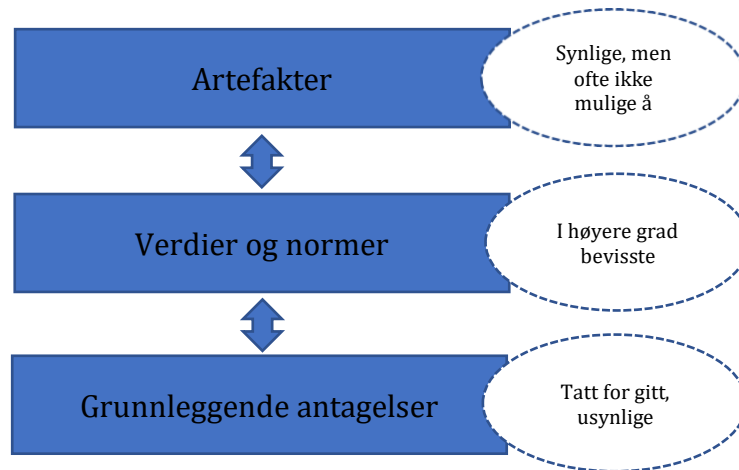 Artefakter
Synlige, men
ofte ikke
mulige å
Verdier og normer
I høyere grad
bevisste
Grunnleggende antagelser
Tatt for gitt,
usynlige